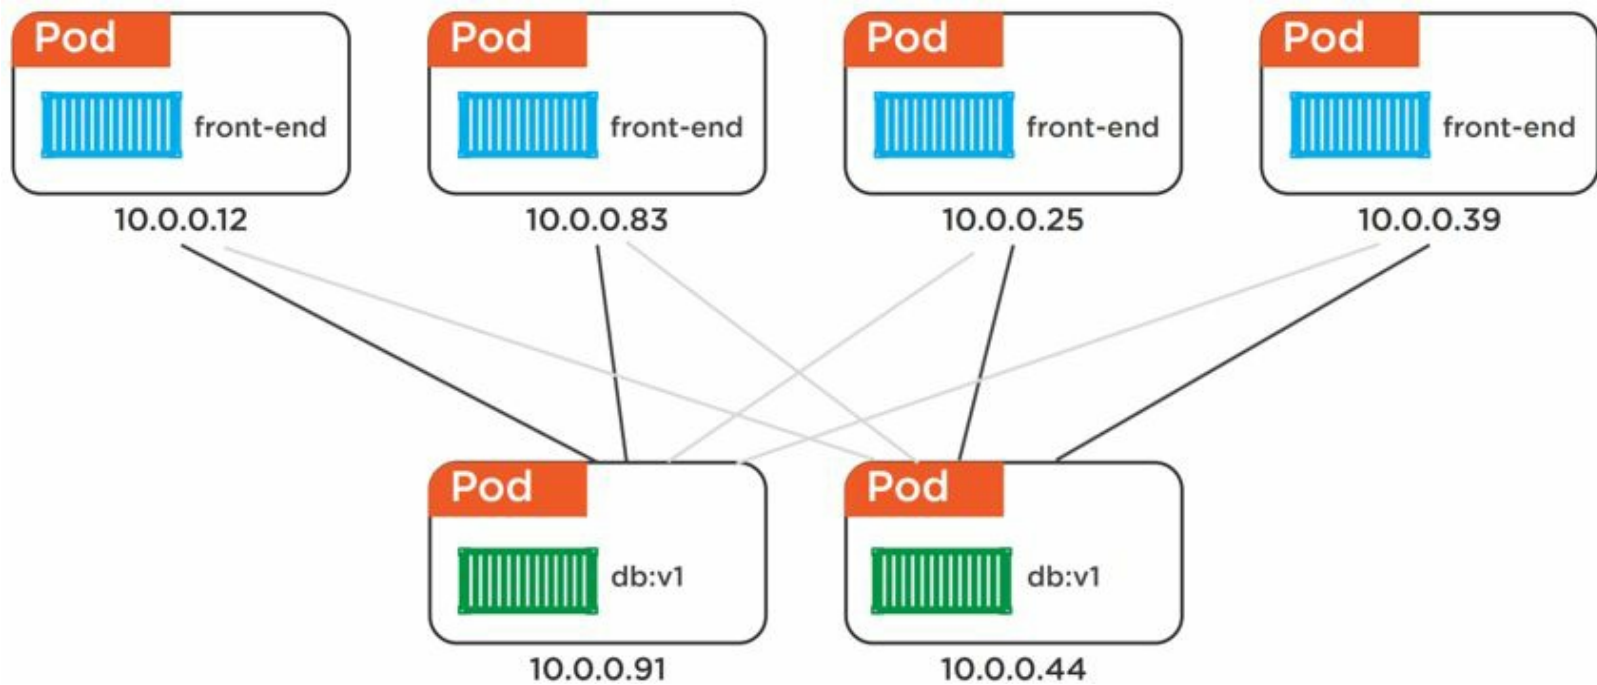 Pod
front-end
10.0.0.12
Pod
front-end
10.0.0.83
Pod
front-end
10.0.0.25
Pod
front-end
10.0.0.39
Pod
db:v1
10.0.0.91
Pod
db:v1
10.0.0.44